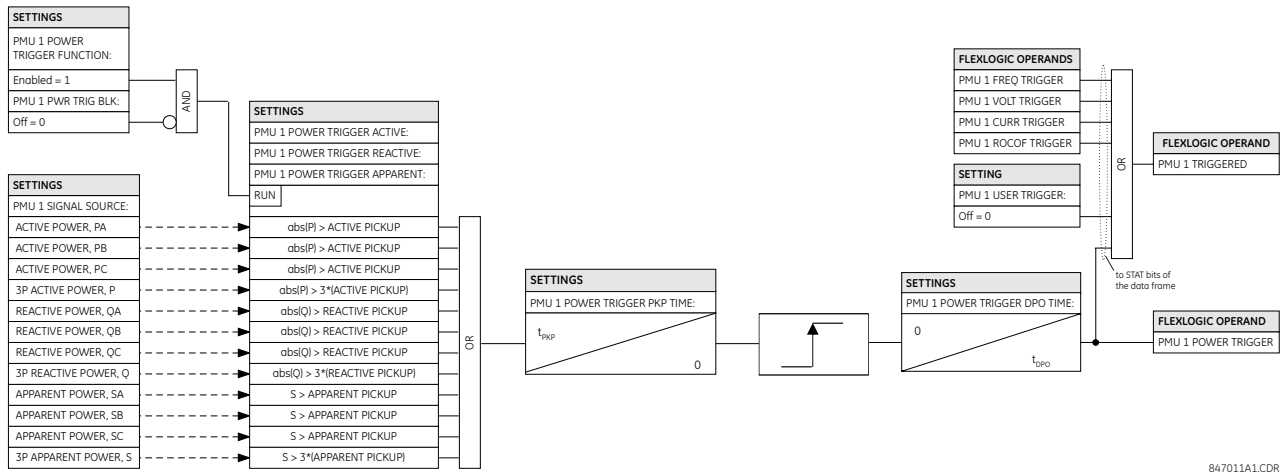 SETTINGS
PMU 1 POWER
TRIGGER FUNCTION:
Enabled = 1
PMU 1 PWR TRIG BLK:
Off = 0
AND
SETTINGS
PMU 1 POWER TRIGGER ACTIVE:
PMU 1 POWER TRIGGER REACTIVE:
PMU 1 POWER TRIGGER APPARENT:
RUN
SETTINGS
PMU 1 SIGNAL SOURCE:
ACTIVE POWER, PA
abs(P) > ACTIVE PICKUP
ACTIVE POWER, PB
abs(P) > ACTIVE PICKUP
ACTIVE POWER, PC
abs(P) > ACTIVE PICKUP
3P ACTIVE POWER, P
abs(P) > 3*(ACTIVE PICKUP)
REACTIVE POWER, QA
abs(Q) > REACTIVE PICKUP
REACTIVE POWER, QB
abs(Q) > REACTIVE PICKUP
REACTIVE POWER, QC
abs(Q) > REACTIVE PICKUP
3P REACTIVE POWER, Q
abs(Q) > 3*(REACTIVE PICKUP)
APPARENT POWER, SA
S > APPARENT PICKUP
APPARENT POWER, SB
S > APPARENT PICKUP
APPARENT POWER, SC
S > APPARENT PICKUP
3P APPARENT POWER, S
S > 3*(APPARENT PICKUP)
OR
SETTINGS
PMU 1 POWER TRIGGER PKP TIME:
tPKP
0
SETTINGS
PMU 1 POWER TRIGGER DPO TIME:
0
tDPO
FLEXLOGIC OPERANDS
PMU 1 FREQ TRIGGER
PMU 1 VOLT TRIGGER
PMU 1 CURR TRIGGER
PMU 1 ROCOF TRIGGER
SETTING
PMU 1 USER TRIGGER:
Off = 0
OR
to STAT bits of
the data frame
FLEXLOGIC OPERAND
PMU 1 TRIGGERED
FLEXLOGIC OPERAND
PMU 1 POWER TRIGGER
847011A1.CDR